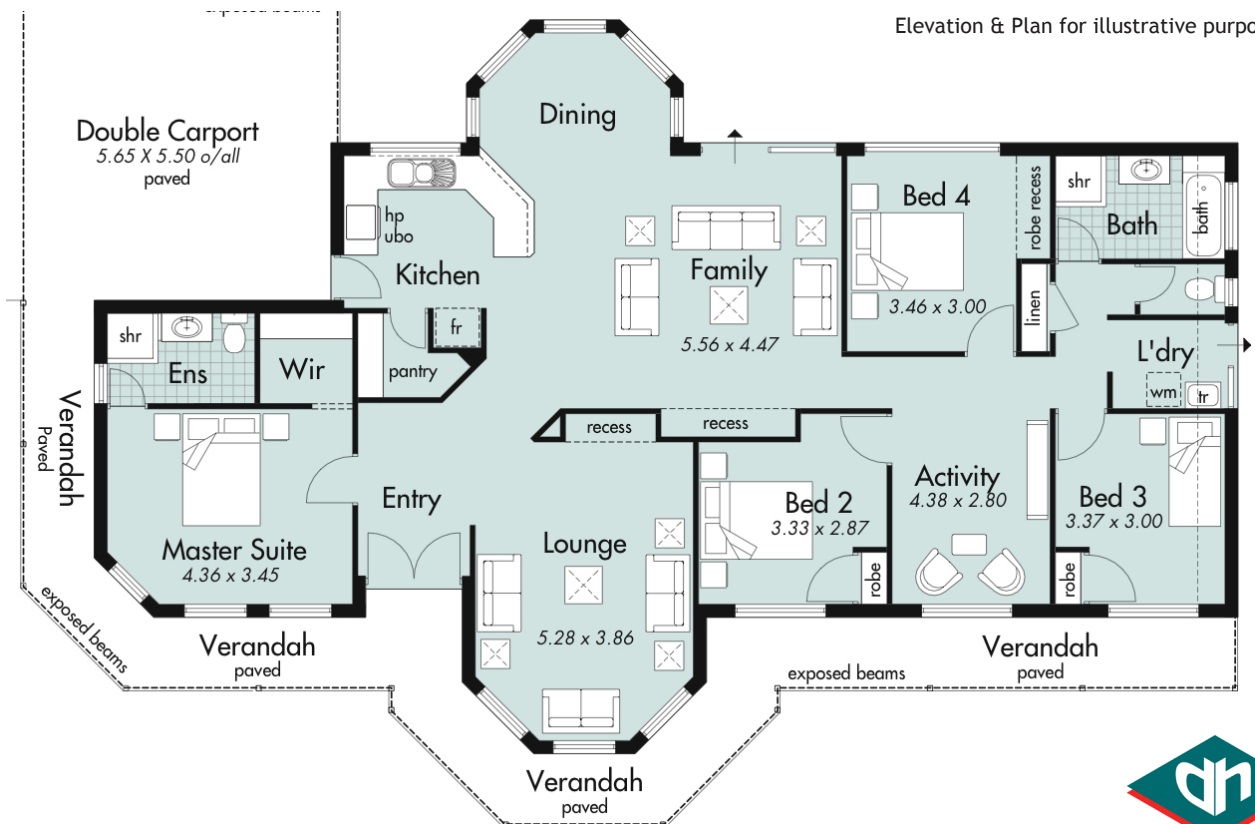 exposed beams
Elevation & Plan for illustrative purpo
Double Carport
5.65 X 5.50 o/all
paved
Dining
hp
ubo
Kitchen
Family
5.56 x 4.47
Bed 4
3.46 x 3.00
robe recess
shr
Bath
bath
linen
fr
pantry
shr
Ens
Wir
L'dry
wm
tr
Verandah
Paved
recess
recess
Master Suite
4.36 x 3.45
Entry
Lounge
5.28 x 3.86
Bed 2
3.33 x 2.87
robe
Activity
4.38 x 2.80
Bed 3
3.37 x 3.00
robe
exposed beams
Verandah
paved
exposed beams
Verandah
paved
Verandah
paved
dh